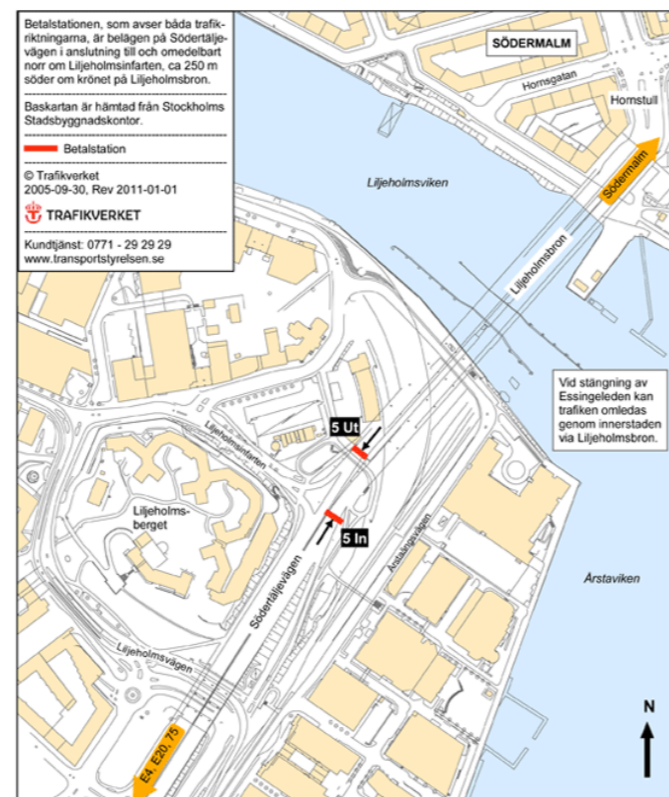 Betalstationen, som avser båda trafik-
riktningarna, är belägen på Södertälje-
vägen i anslutning till och omedelbart
norr om Liljeholmsinfarten, ca 250 m
söder om krönet på Liljeholmsbron.
Baskartan är hämtad från Stockholms
Stadsbyggnadskontor.
Betalstation
© Trafikverket
2005-09-30, Rev 2011-01-01
TRAFIKVERKET
Kundtjänst: 0771 - 29 29 29
www.transportstyrelsen.se
SÖDERMALM
Hornsgatan
Hornstull
Södermalm
Liljeholmsviken
Liljeholmsbron
Vid stängning av
Essingeleden kan
trafiken omledas
genom innerstaden
via Liljeholmsbron.
5 Ut
Liljeholmsinfarten
Liljeholms-
berget
5 In
Årstaängsvägen
Södertäljevägen
Årstaviken
Liljeholmsvägen
E4, E20, 75
N